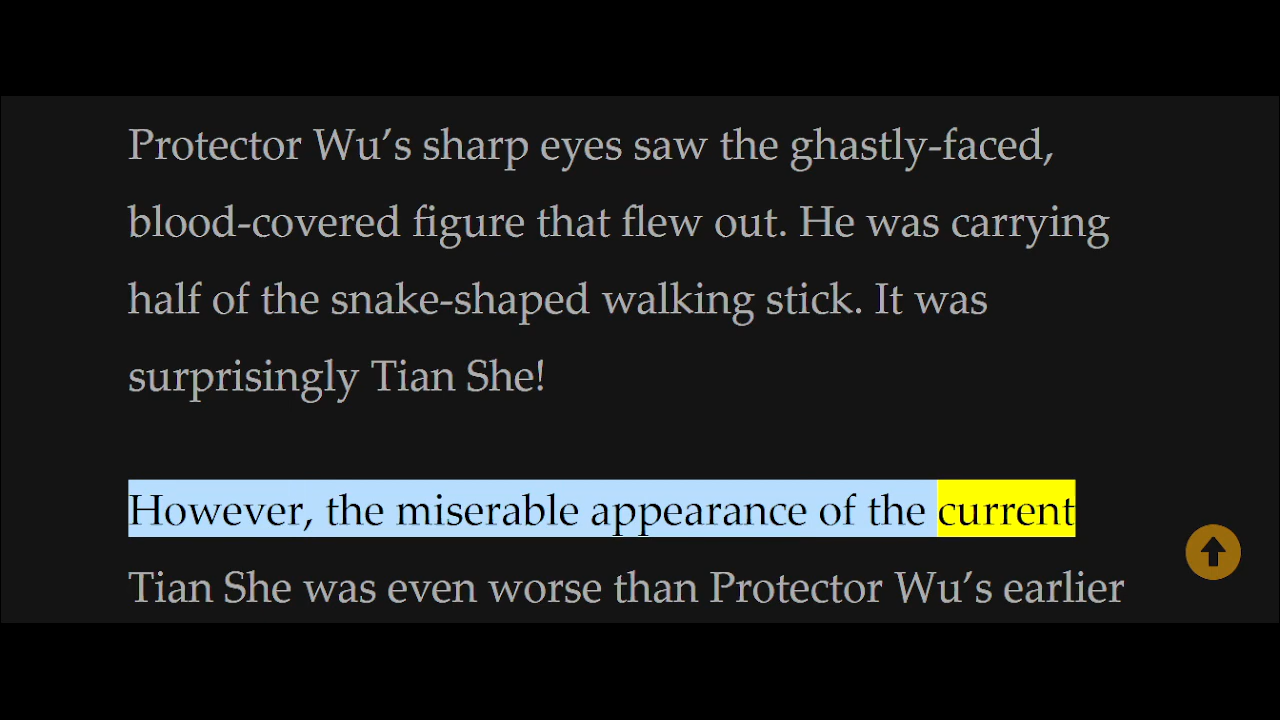 Protector Wu’s sharp eyes saw the ghastly-faced,
blood-covered figure that flew out. He was carrying
half of the snake-shaped walking stick. It was
surprisingly Tian She!
However, the miserable appearance of the current
Tian She was even worse than Protector Wu’s earlier